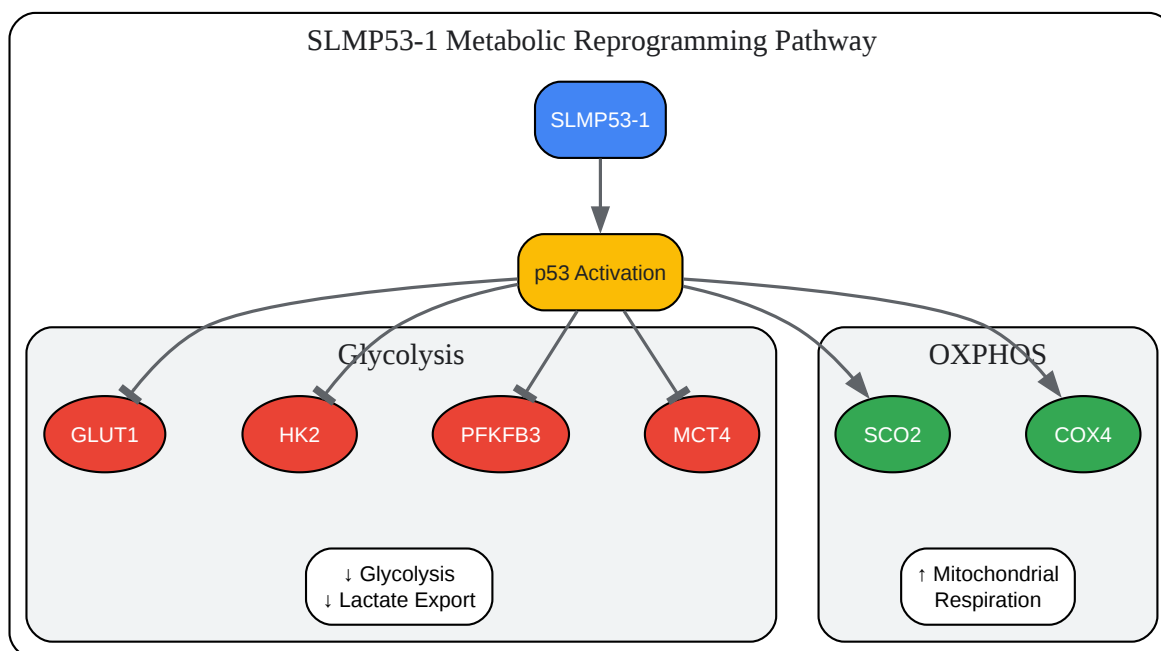 SLMP53-1 Metabolic Reprogramming Pathway
SLMP53-1
p53 Activation
Glycolysis
OXPHOS
GLUT1
HK2
PFKFB3
MCT4
SCO2
COX4
↓ Glycolysis
↓ Lactate Export
↑ Mitochondrial
Respiration